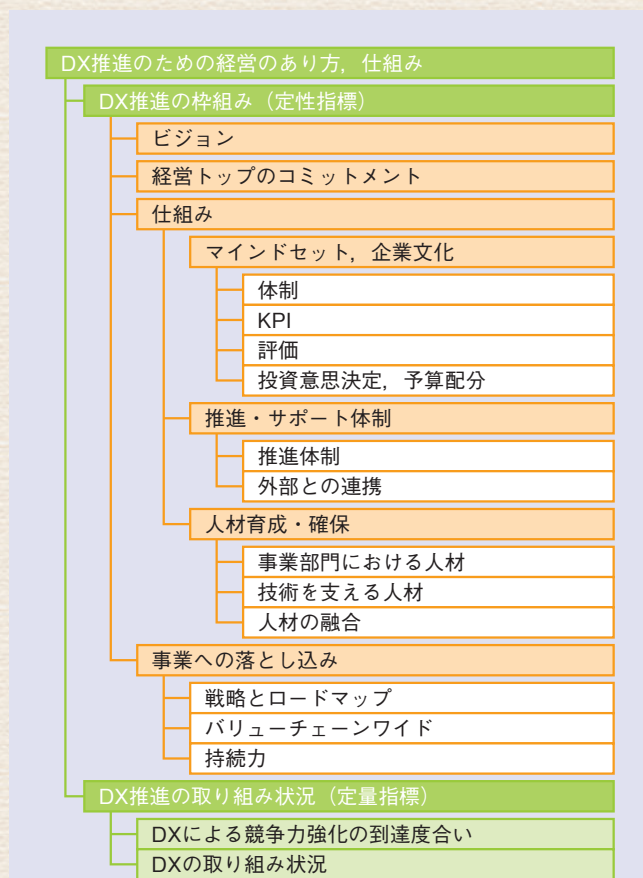 DX推進のための経営のあり方，仕組み
DX推進の枠組み（定性指標）
ビジョン
経営トップのコミットメント
仕組み
マインドセット，企業文化
体制
KPI
評価
投資意思決定，予算配分
推進・サポート体制
推進体制
外部との連携
人材育成・確保
事業部門における人材
技術を支える人材
人材の融合
事業への落とし込み
戦略とロードマップ
バリューチェーンワイド
持続力
DX推進の取り組み状況（定量指標）
DXによる競争力強化の到達度合い
DXの取り組み状況